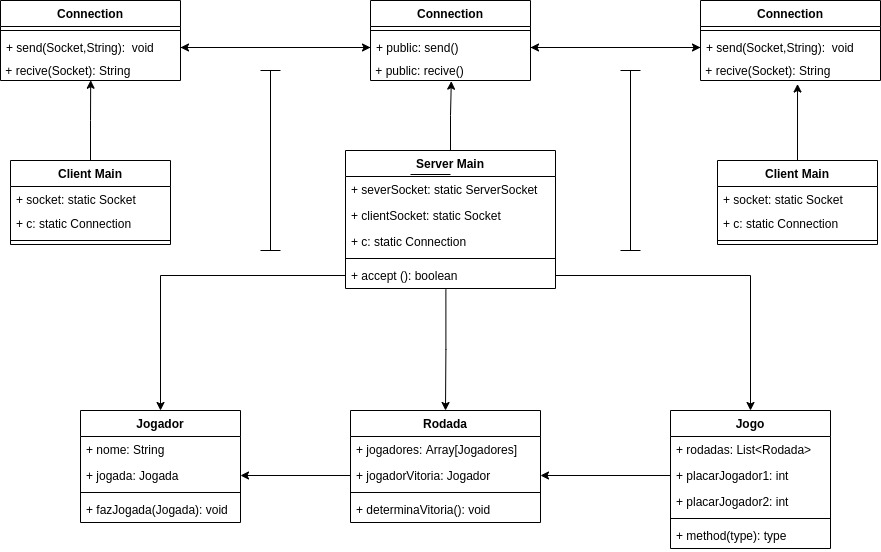 Connection
+ send(Socket,String):  void
+ recive(Socket): String
Connection
+ public: send()
+ public: recive()
Connection
+ send(Socket,String):  void
+ recive(Socket): String
Client Main
+ socket: static Socket
+ c: static Connection
Server Main
+ severSocket: static ServerSocket
+ clientSocket: static Socket
+ c: static Connection
+ accept (): boolean
Client Main
+ socket: static Socket
+ c: static Connection
Jogador
+ nome: String
+ jogada: Jogada
+ fazJogada(Jogada): void
Rodada
+ jogadores: Array[Jogadores]
+ jogadorVitoria: Jogador
+ determinaVitoria(): void
Jogo
+ rodadas: List<Rodada>
+ placarJogador1: int
+ placarJogador2: int
+ method(type): type